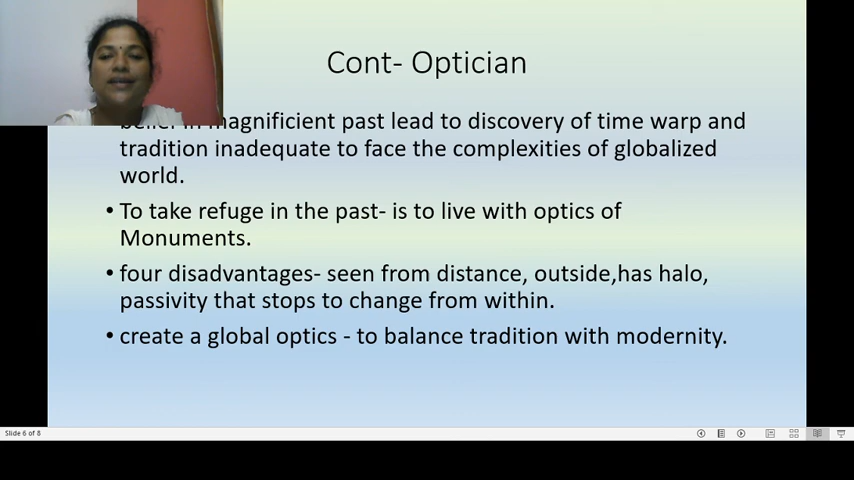 Cont- Optician
belief in magnificient past lead to discovery of time warp and
tradition inadequate to face the complexities of globalized
world.
• To take refuge in the past- is to live with optics of
Monuments.
• four disadvantages- seen from distance, outside,has halo,
passivity that stops to change from within.
• create a global optics - to balance tradition with modernity.
Slide 6 of 8